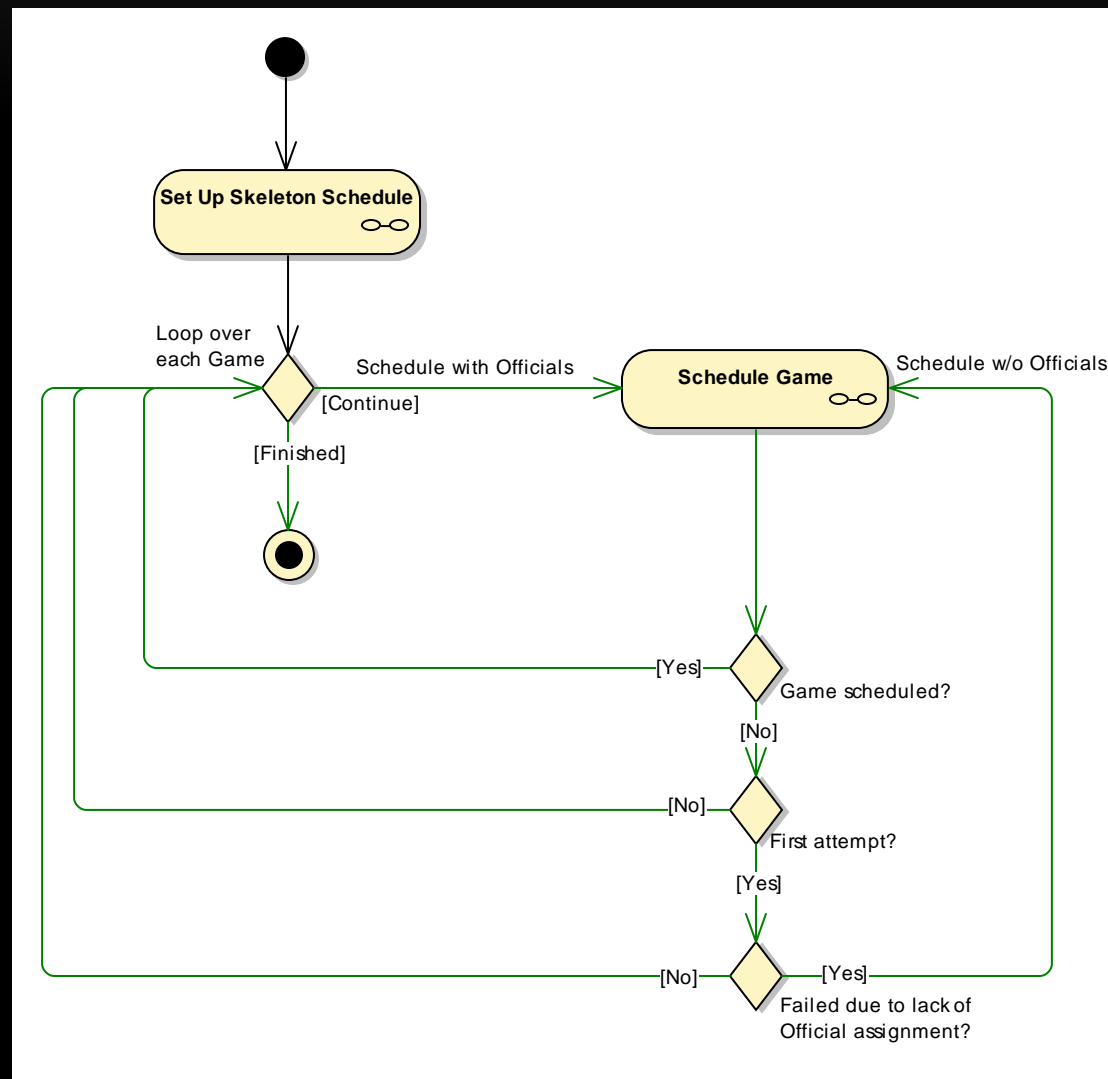 Set Up Skeleton Schedule
Loop over
each Game
Schedule with Officials
[Continue]
Schedule Game
Schedule w/o Officials
[Finished]
[Yes]
Game scheduled?
[No]
[No]
First attempt?
[Yes]
[No]
[Yes]
Failed due to lack of
Official assignment?